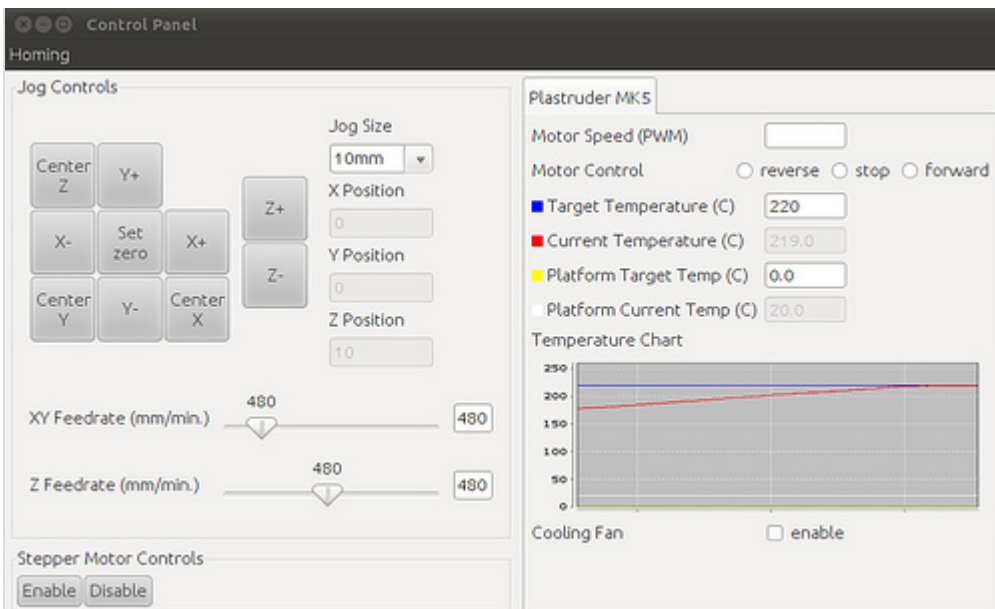 Control Panel
Homing
Jog Controls
Jog Size
10mm
Center Z
Y+
X-
Set zero
X+
Center Y
Y-
Center X
Z+
Z-
X Position
0
Y Position
0
Z Position
10
XY Feedrate (mm/min.)
480
480
Z Feedrate (mm/min.)
480
480
Stepper Motor Controls
Enable Disable
Plastruder MK5
Motor Speed (PWM)
Motor Control reverse stop forward
Target Temperature (C) 220
Current Temperature (C) 219.0
Platform Target Temp (C) 0.0
Platform Current Temp (C) 20.0
Temperature Chart
250
200
150
100
50
0
Cooling Fan enable